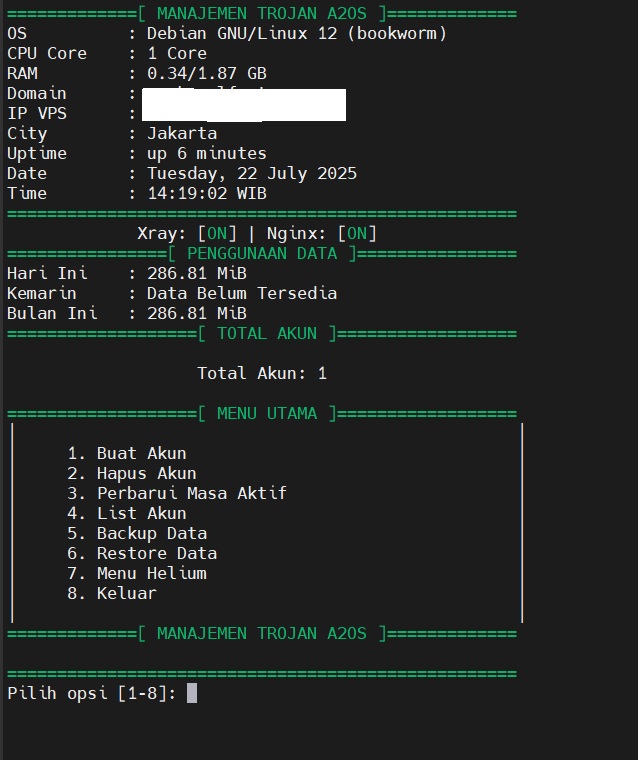 =============[ MANAJEMEN TROJAN A2OS ]=============
OS          : Debian GNU/Linux 12 (bookworm)
CPU Core    : 1 Core
RAM         : 0.34/1.87 GB
Domain      :
IP VPS      :
City        : Jakarta
Uptime      : up 6 minutes
Date        : Tuesday, 22 July 2025
Time        : 14:19:02 WIB
===================================================
             Xray: [ON] | Nginx: [ON]
================[ PENGGUNAAN DATA ]================
Hari Ini    : 286.81 MiB
Kemarin     : Data Belum Tersedia
Bulan Ini   : 286.81 MiB
===================[ TOTAL AKUN ]==================
                   Total Akun: 1
===================[ MENU UTAMA ]==================
      1. Buat Akun
      2. Hapus Akun
      3. Perbarui Masa Aktif
      4. List Akun
      5. Backup Data
      6. Restore Data
      7. Menu Helium
      8. Keluar
=============[ MANAJEMEN TROJAN A2OS ]=============
===================================================
Pilih opsi [1-8]: